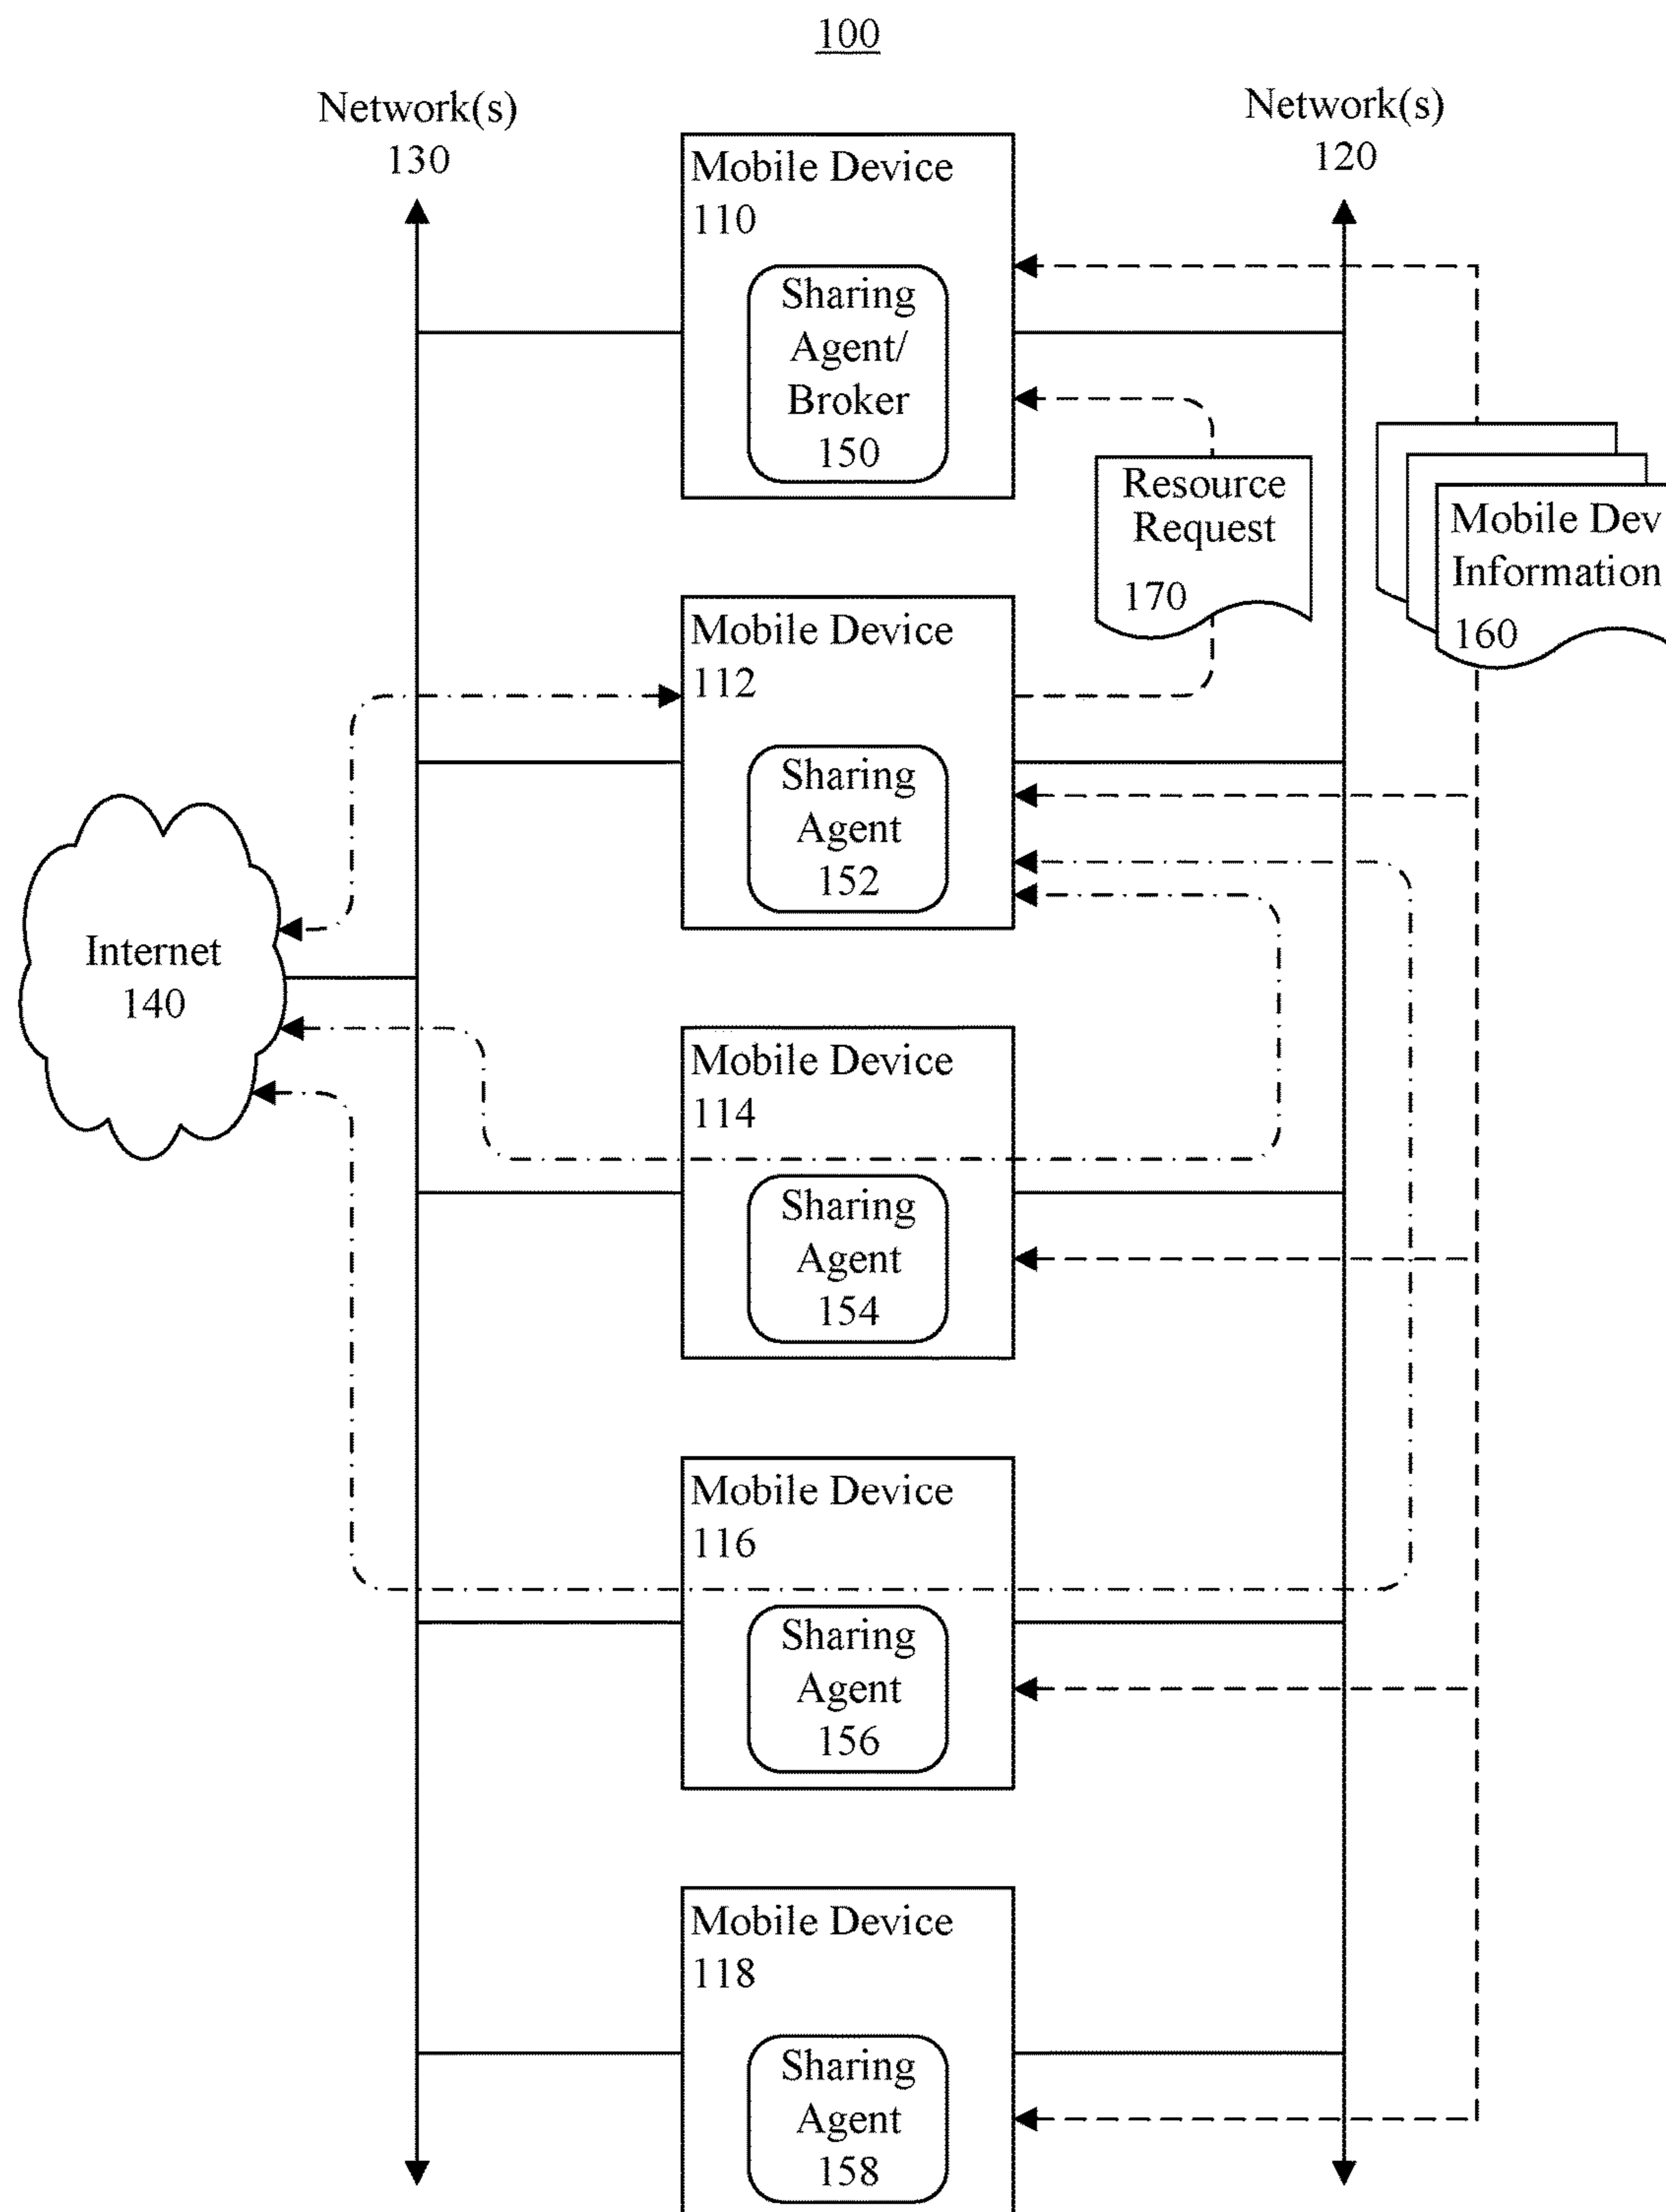 100
Network(s)
130
Network(s)
120
Mobile Device
110
Sharing
Agent/
Broker
150
Resource
Request
170
Mobile Dev
Information
160
Mobile Device
112
Sharing
Agent
152
Internet
140
Mobile Device
114
Sharing
Agent
154
Mobile Device
116
Sharing
Agent
156
Mobile Device
118
Sharing
Agent
158